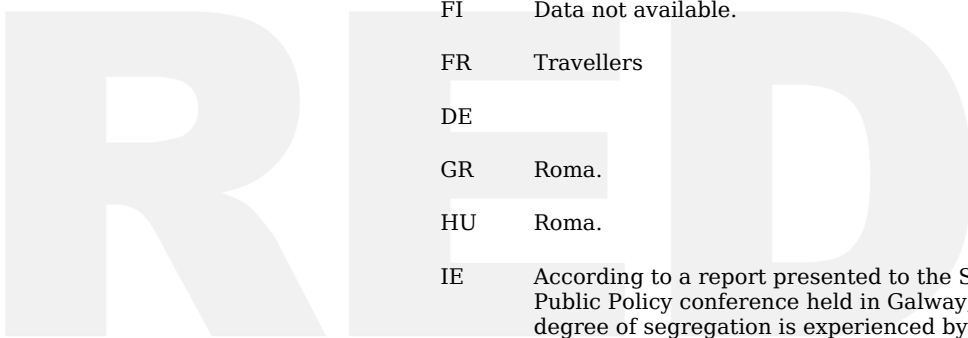 FI Data not available.
FR Travellers
DE
GR Roma.
HU Roma.
IE According to a report presented to the
Public Policy conference held in Galway,
degree of segregation is experienced by
RED